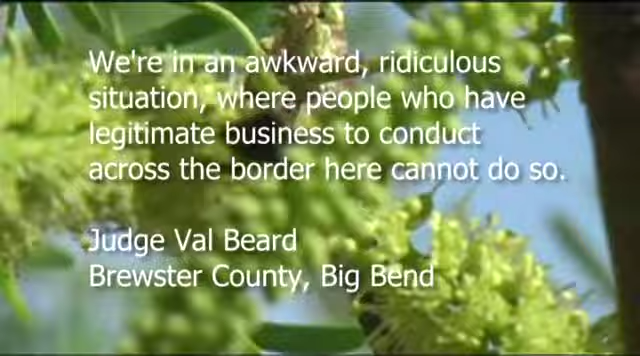 We're in an awkward, ridiculous
situation, where people who have
legitimate business to conduct
across the border here cannot do so.
Judge Val Beard
Brewster County, Big Bend